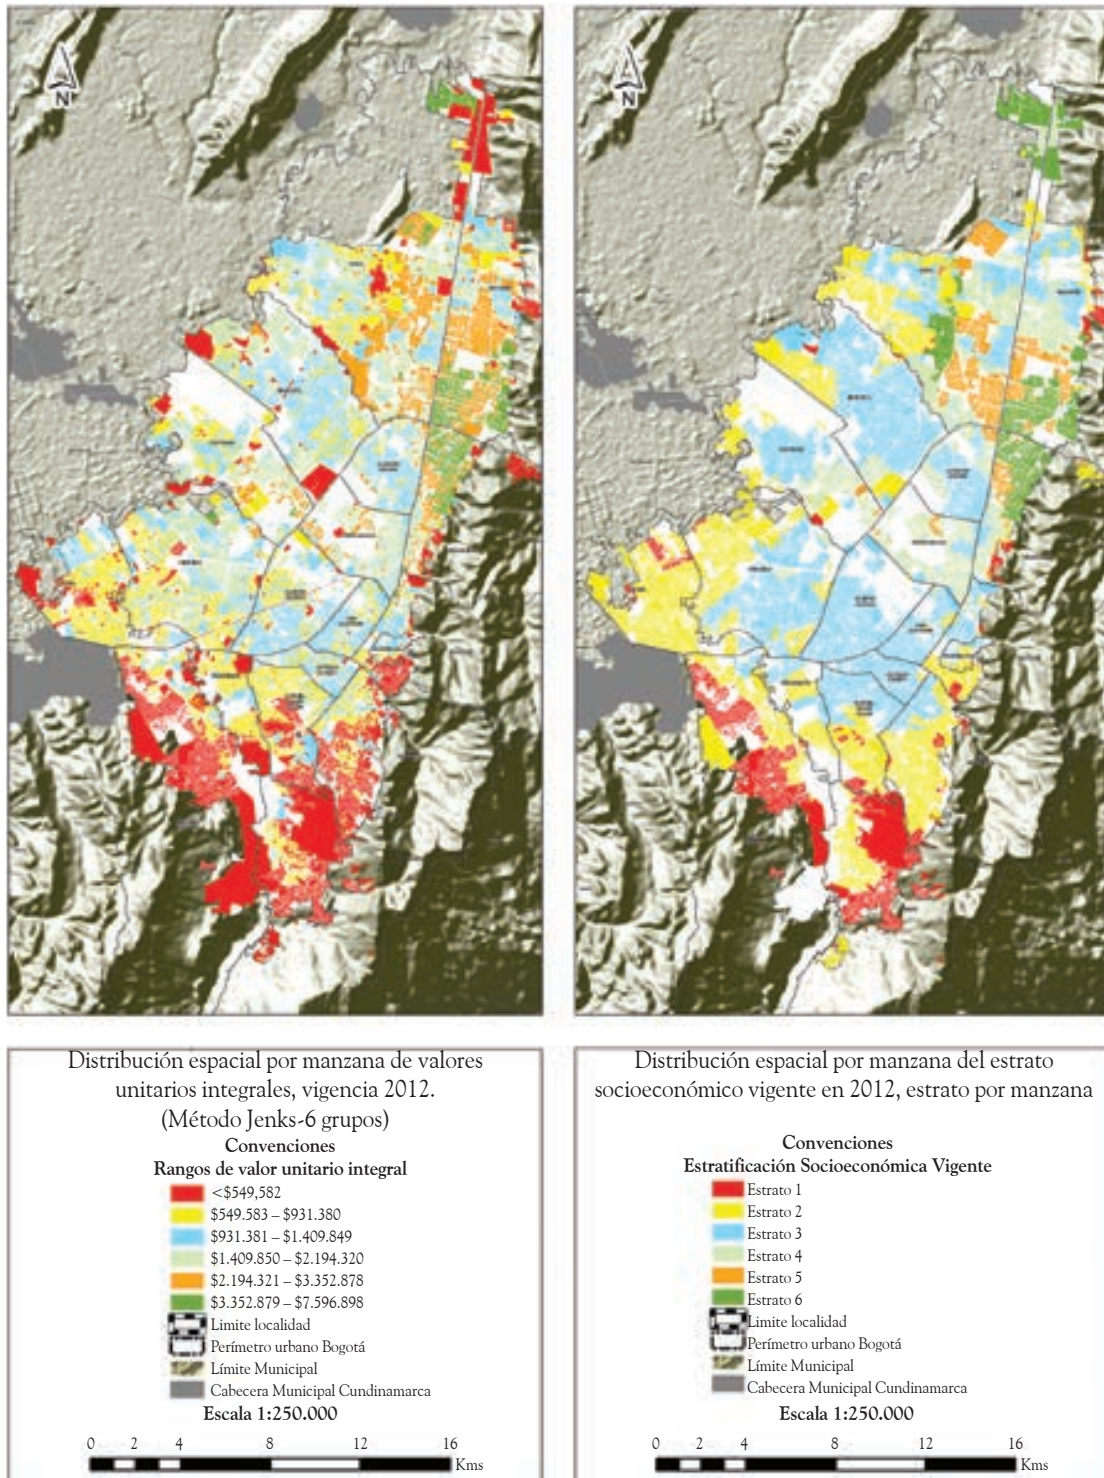 N
N
Distribución espacial por manzana de valores
unitarios integrales, vigencia 2012.
(Método Jenks-6 grupos)
Convenciones
Rangos de valor unitario integral
<$549,582
$549.583 – $931.380
$931.381 – $1.409.849
$1.409.850 – $2.194.320
$2.194.321 – $3.352.878
$3.352.879 – $7.596.898
Limite localidad
Perímetro urbano Bogotá
Límite Municipal
Cabecera Municipal Cundinamarca
Escala 1:250.000
0 2 4 8 12 16
Kms
Distribución espacial por manzana del estrato
socioeconómico vigente en 2012, estrato por manzana
Convenciones
Estratificación Socioeconómica Vigente
Estrato 1
Estrato 2
Estrato 3
Estrato 4
Estrato 5
Estrato 6
Limite localidad
Perímetro urbano Bogotá
Límite Municipal
Cabecera Municipal Cundinamarca
Escala 1:250.000
0 2 4 8 12 16
Kms